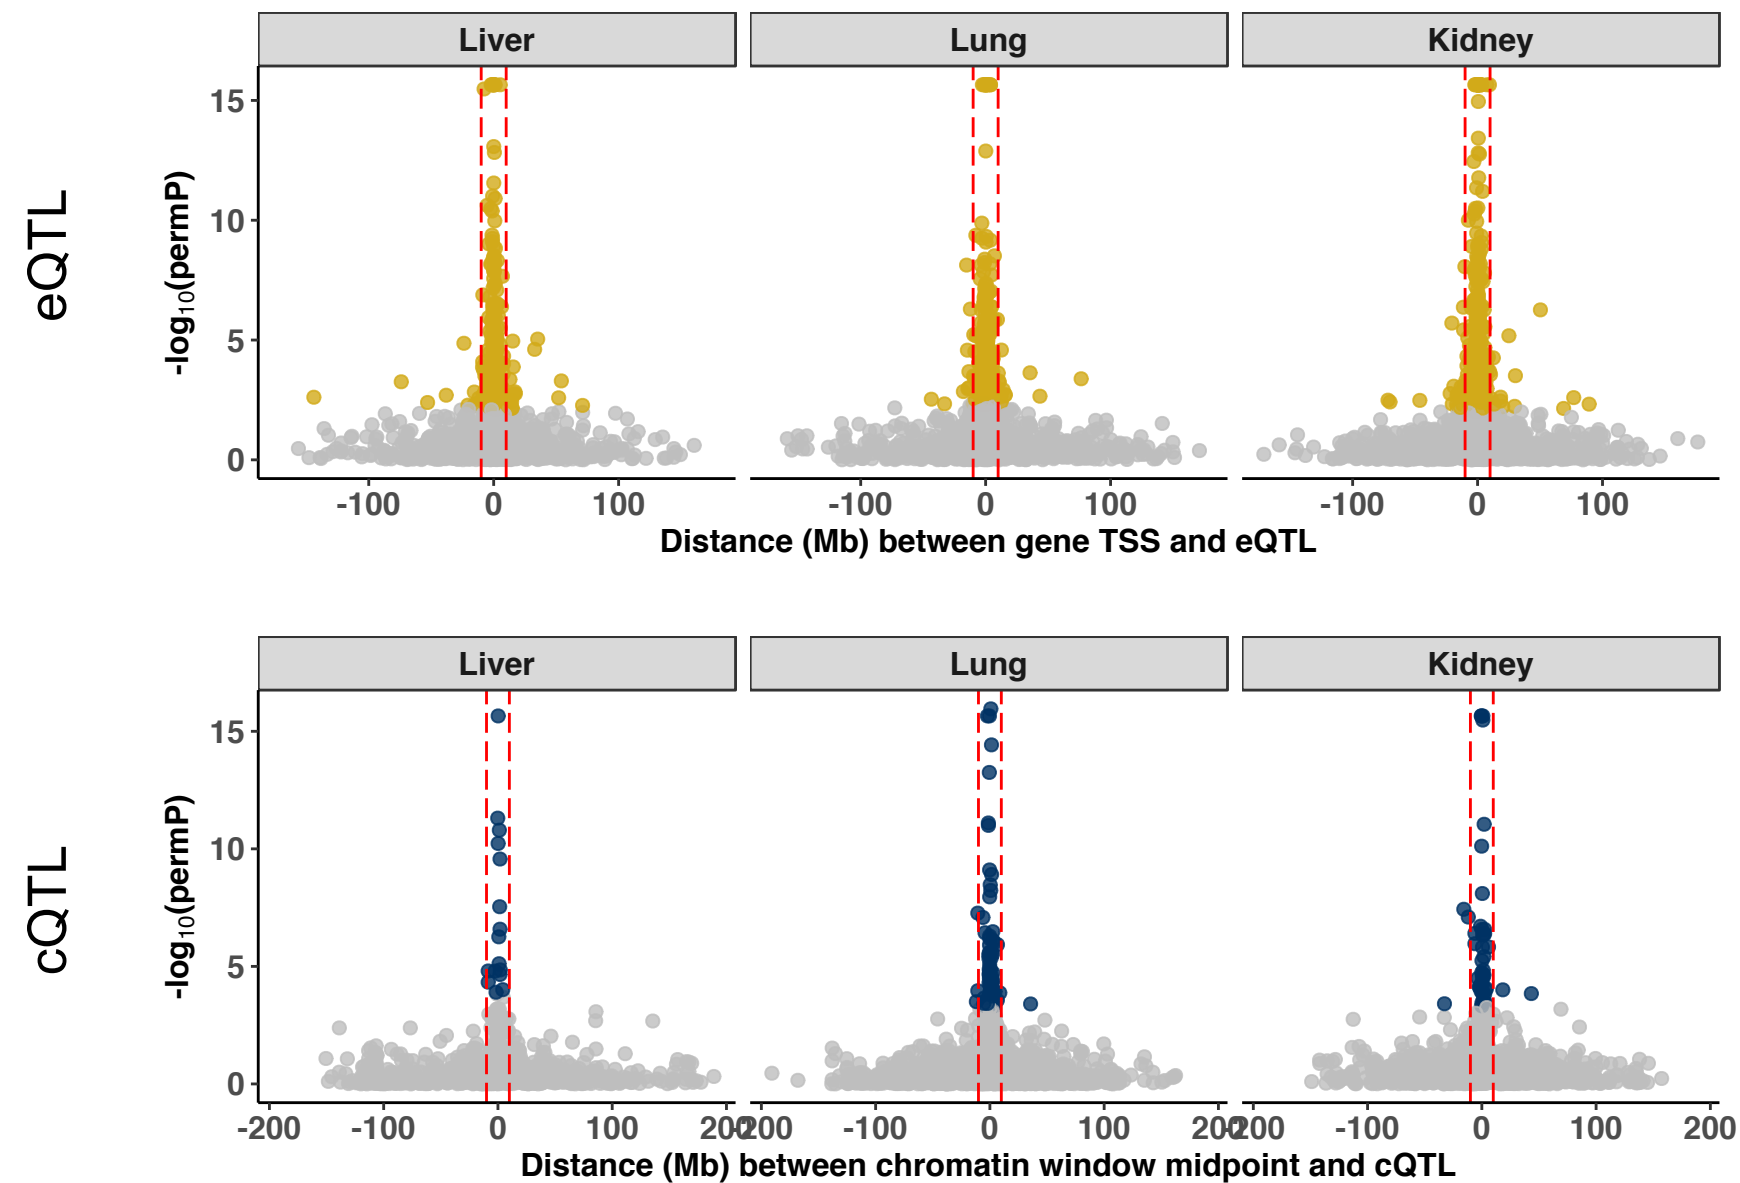 Liver Lung Kidney
eQTL
-log₁₀(permP)
15
10
5
0
-100 0 100 -100 0 100 -100 0 100
Distance (Mb) between gene TSS and eQTL
Liver Lung Kidney
cQTL
-log₁₀(permP)
15
10
5
0
-200 -100 0 100 200 -200 -100 0 100 200 -200 -100 0 100 200
Distance (Mb) between chromatin window midpoint and cQTL